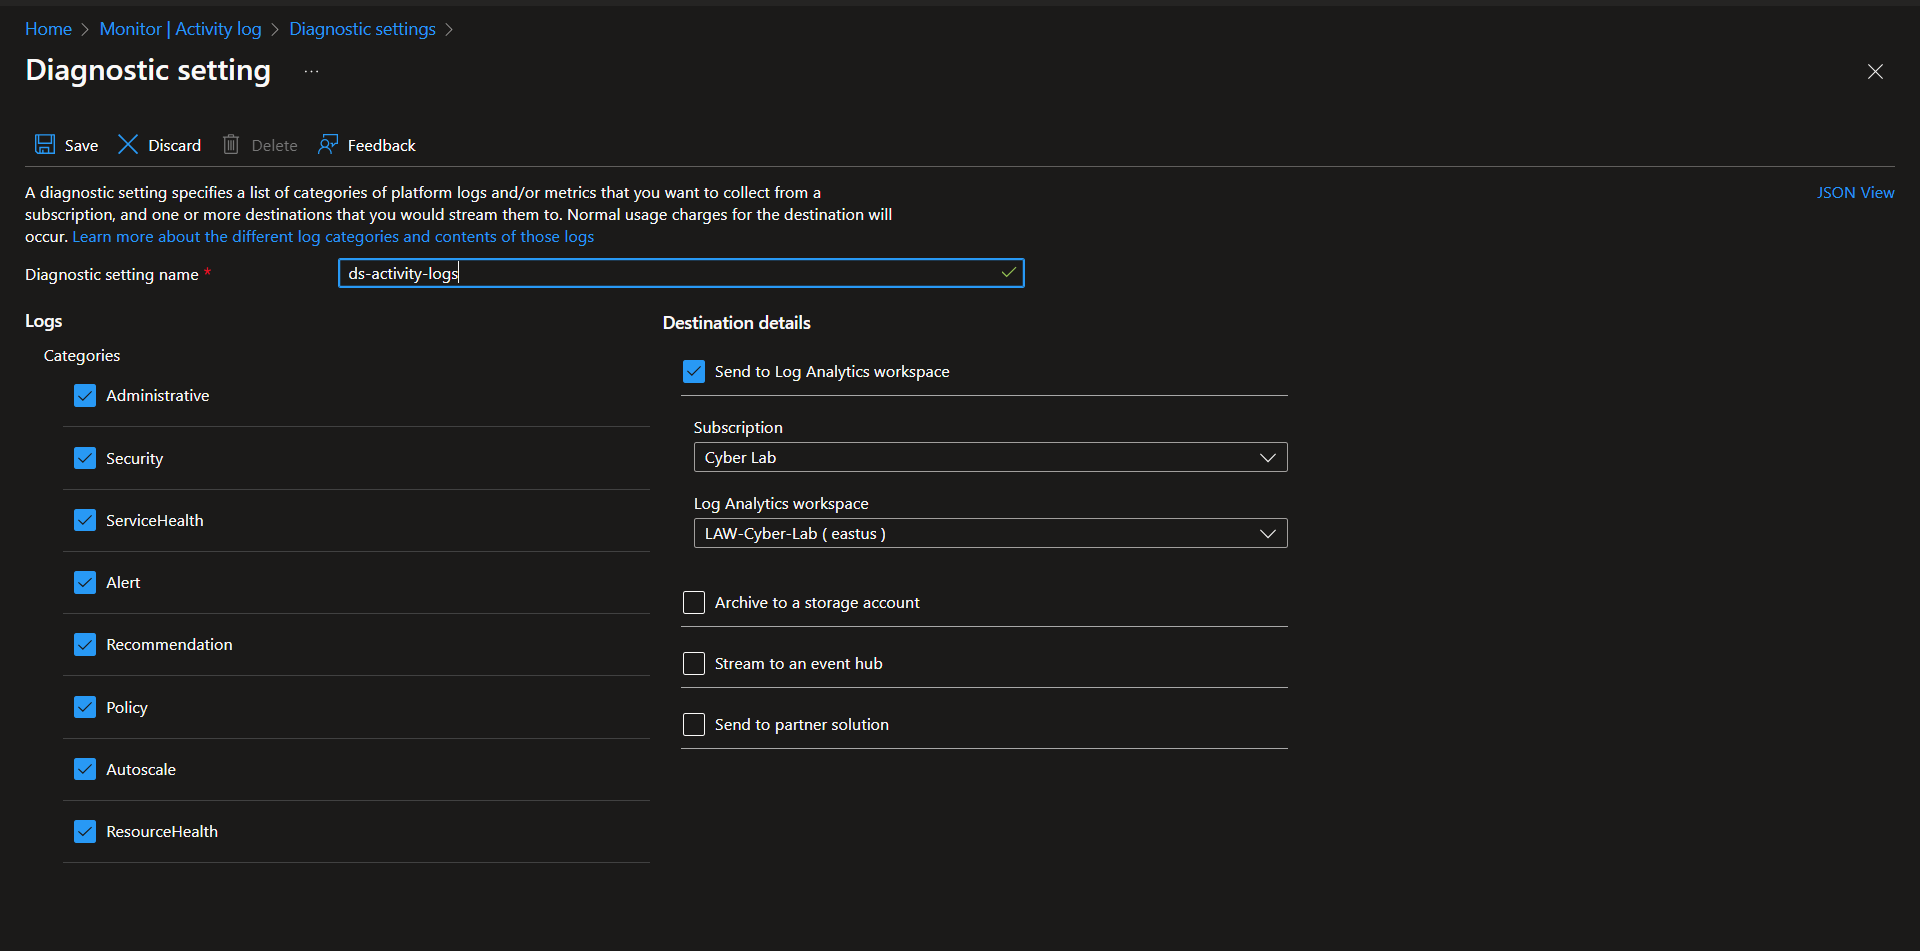 Home > Monitor | Activity log > Diagnostic settings >
Diagnostic setting ...
Save Discard Delete Feedback
A diagnostic setting specifies a list of categories of platform logs and/or metrics that you want to collect from a
subscription, and one or more destinations that you would stream them to. Normal usage charges for the destination will
occur. Learn more about the different log categories and contents of those logs
JSON View
Diagnostic setting name *
ds-activity-logs
Logs
Categories
Administrative
Security
ServiceHealth
Alert
Recommendation
Policy
Autoscale
ResourceHealth
Destination details
Send to Log Analytics workspace
Subscription
Cyber Lab
Log Analytics workspace
LAW-Cyber-Lab ( eastus )
Archive to a storage account
Stream to an event hub
Send to partner solution